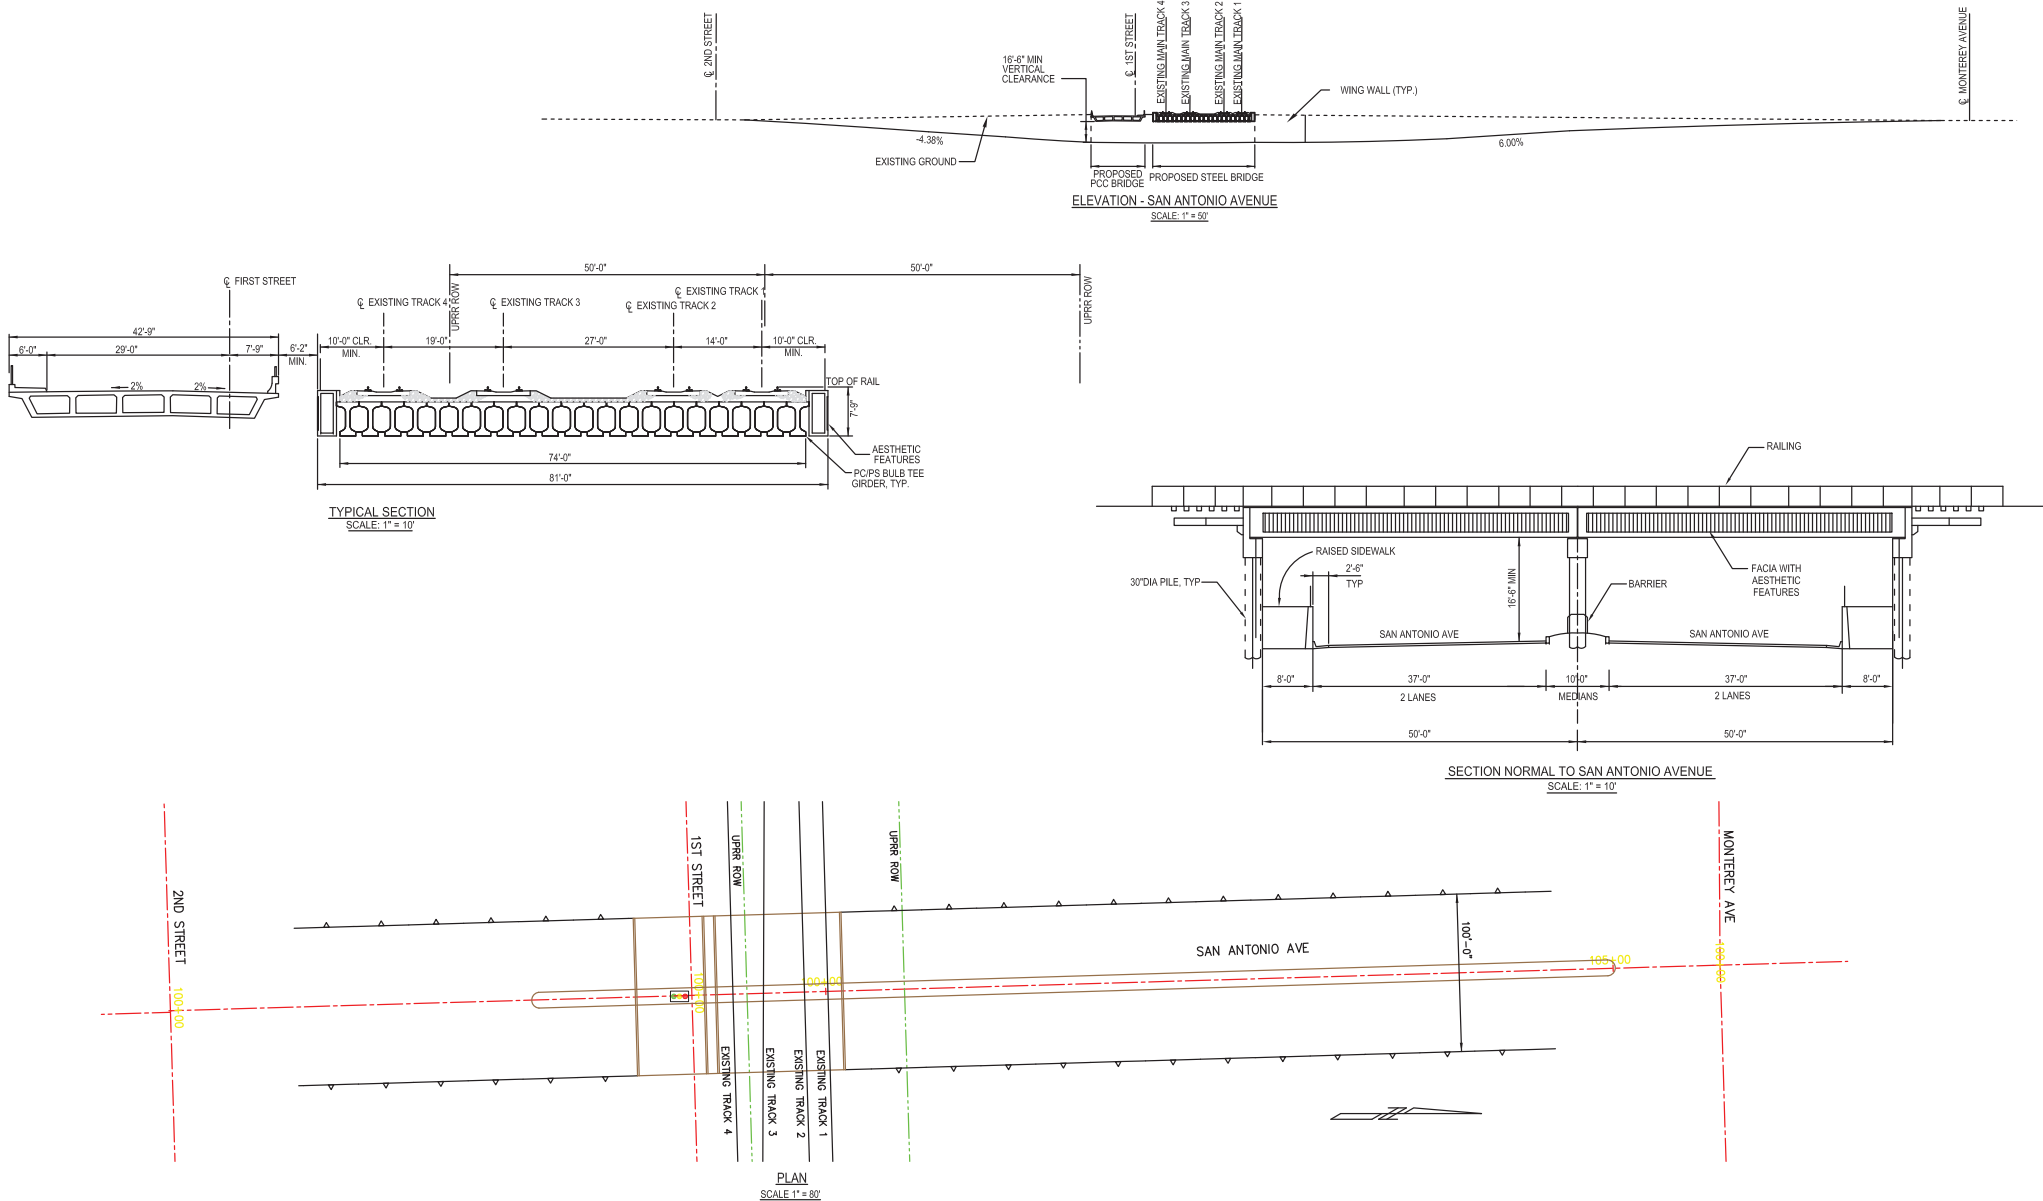 ℄ 2ND STREET
℄ 1ST STREET
EXISTING MAIN TRACK 4
EXISTING MAIN TRACK 3
EXISTING MAIN TRACK 2
EXISTING MAIN TRACK 1
℄ MONTEREY AVENUE
16'-6" MIN
VERTICAL
CLEARANCE
WING WALL (TYP.)
-4.38%
6.00%
EXISTING GROUND
PROPOSED
PCC BRIDGE
PROPOSED STEEL BRIDGE
ELEVATION - SAN ANTONIO AVENUE
SCALE: 1" = 50'
50'-0"
50'-0"
℄ FIRST STREET
℄ EXISTING TRACK 4
UPRR ROW
℄ EXISTING TRACK 3
℄ EXISTING TRACK 2
℄ EXISTING TRACK 1
UPRR ROW
42'-9"
6'-0"
29'-0"
7'-9"
6'-2"
MIN.
10'-0" CLR.
MIN.
19'-0"
27'-0"
14'-0"
10'-0" CLR.
MIN.
2%
2%
TOP OF RAIL
7'-9"
AESTHETIC
FEATURES
74'-0"
PC/PS BULB TEE
GIRDER, TYP.
81'-0"
TYPICAL SECTION
SCALE: 1" = 10'
RAILING
RAISED SIDEWALK
2'-6"
TYP
30"DIA PILE, TYP
16'-9" MIN
BARRIER
FACIA WITH
AESTHETIC
FEATURES
SAN ANTONIO AVE
SAN ANTONIO AVE
8'-0"
37'-0"
10'-0"
37'-0"
8'-0"
2 LANES
MEDIANS
2 LANES
50'-0"
50'-0"
SECTION NORMAL TO SAN ANTONIO AVENUE
SCALE: 1" = 10'
2ND STREET
100+00
1ST STREET
UPRR ROW
UPRR ROW
MONTEREY AVE
SAN ANTONIO AVE
100'-0"
105+00
EXISTING TRACK 4
EXISTING TRACK 3
EXISTING TRACK 2
EXISTING TRACK 1
PLAN
SCALE 1" = 80'